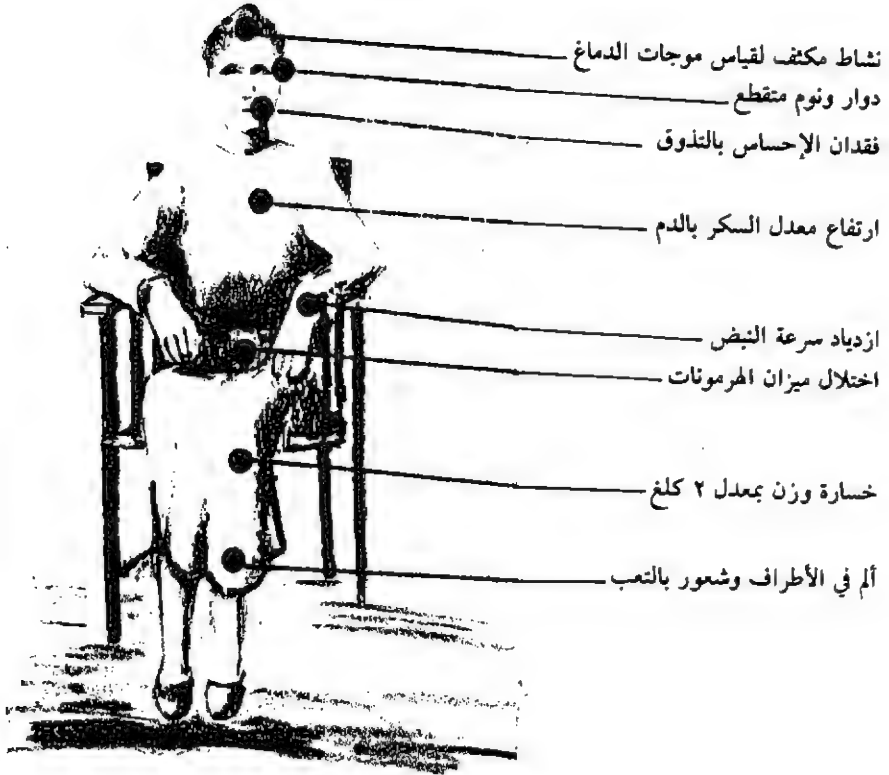 نشاط مكثف لقياس موجات الدماغ
دوار ونوم متقطع
فقدان الإحساس بالتذوق
ارتفاع معدل السكر بالدم
ازدياد سرعة النبض
اختلال ميزان الهرمونات
خسارة وزن بمعدل ٢ كلغ
ألم في الأطراف وشعور بالتعب